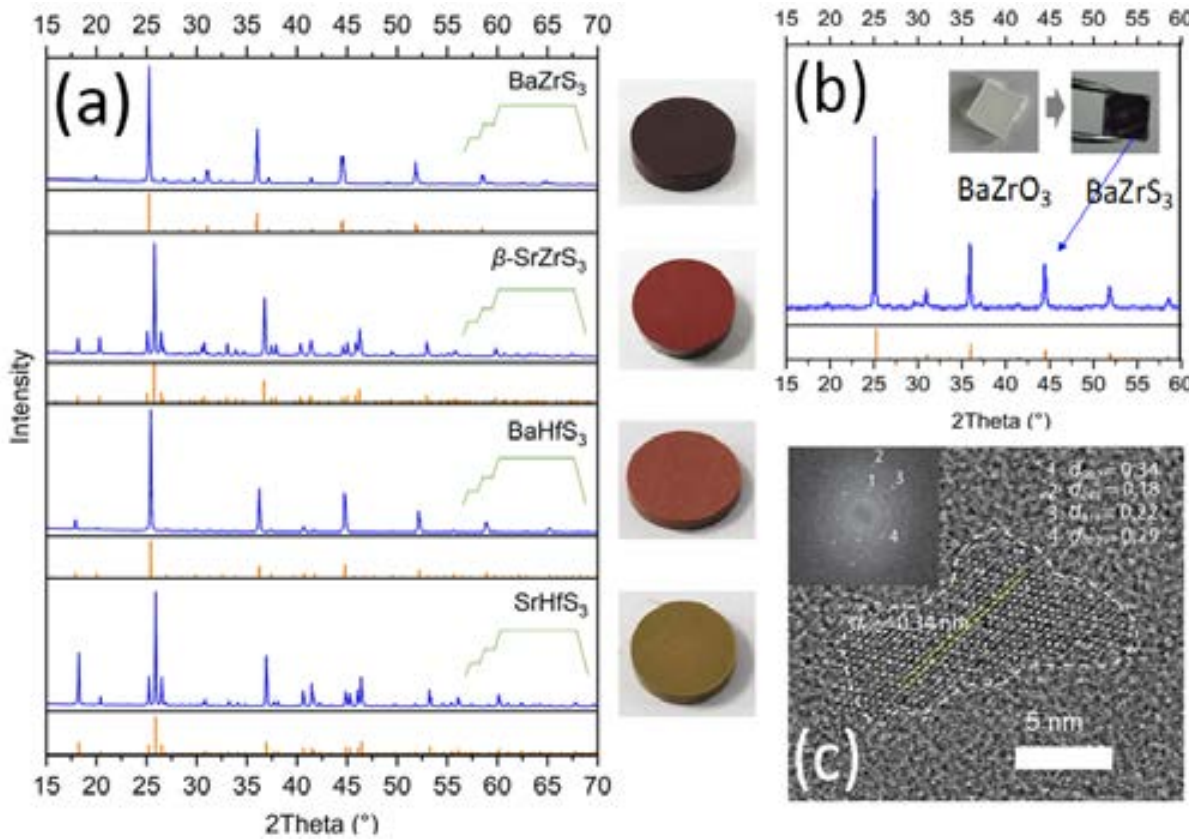 15 20 25 30 35 40 45 50 55 60 65 70
(a)
BaZrS₃
β-SrZrS₃
BaHfS₃
SrHfS₃
Intensity
15 20 25 30 35 40 45 50 55 60 65 70
2Theta (°)
15 20 25 30 35 40 45 50 55 60
(b)
BaZrO₃ BaZrS₃
15 20 25 30 35 40 45 50 55 60
2Theta (°)
2
1 3
4
= 0.34
2 = 0.18
3 = 0.22
= 0.29
0.34 nm
5 nm
(c)